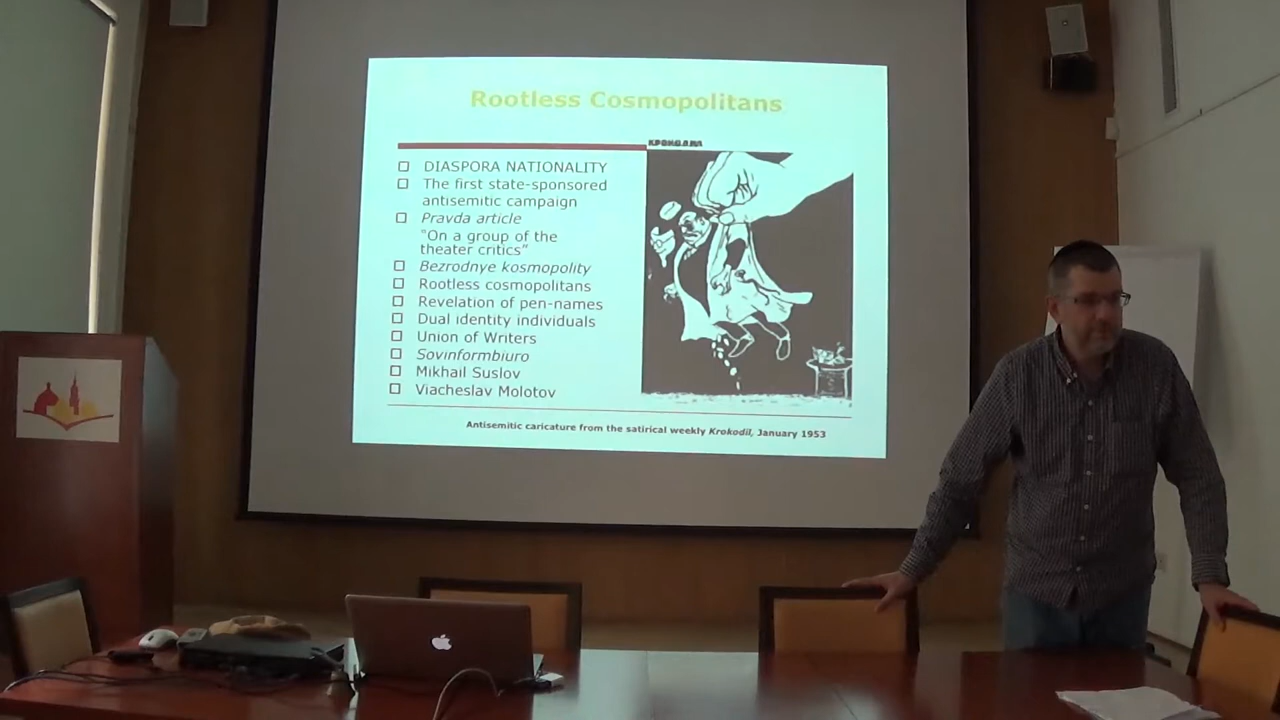 Rootless Cosmopolitans
DIASPORA NATIONALITY
The first state-sponsored
antisemitic campaign
Pravda article
"On a group of the
theater critics"
Bezrodnye kosmopolity
Rootless cosmopolitans
Revelation of pen-names
Dual identity individuals
Union of Writers
Sovinformbiuro
Mikhail Suslov
Viacheslav Molotov
Antisemitic caricature from the satirical weekly Krokodil, January 1953